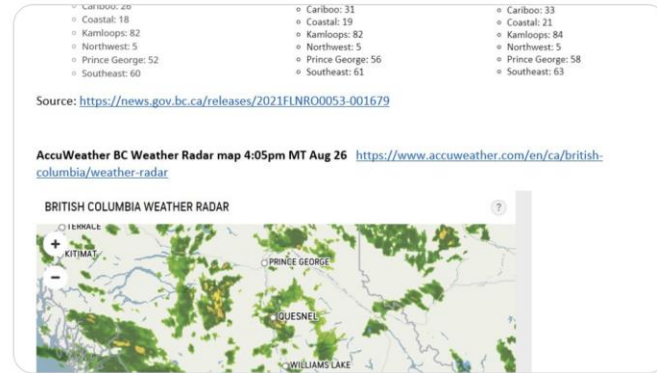 Cariboo: 26
Coastal: 18
Kamloops: 82
Northwest: 5
Prince George: 52
Southeast: 60
Cariboo: 31
Coastal: 19
Kamloops: 82
Northwest: 5
Prince George: 56
Southeast: 61
Cariboo: 33
Coastal: 21
Kamloops: 84
Northwest: 5
Prince George: 58
Southeast: 63
Source: https://news.gov.bc.ca/releases/2021FLNRO0053-001679
AccuWeather BC Weather Radar map 4:05pm MT Aug 26 https://www.accuweather.com/en/ca/british-
columbia/weather-radar
BRITISH COLUMBIA WEATHER RADAR
?
TERRACE
+
KITIMAT
−
PRINCE GEORGE
QUESNEL
WILLIAMS LAKE